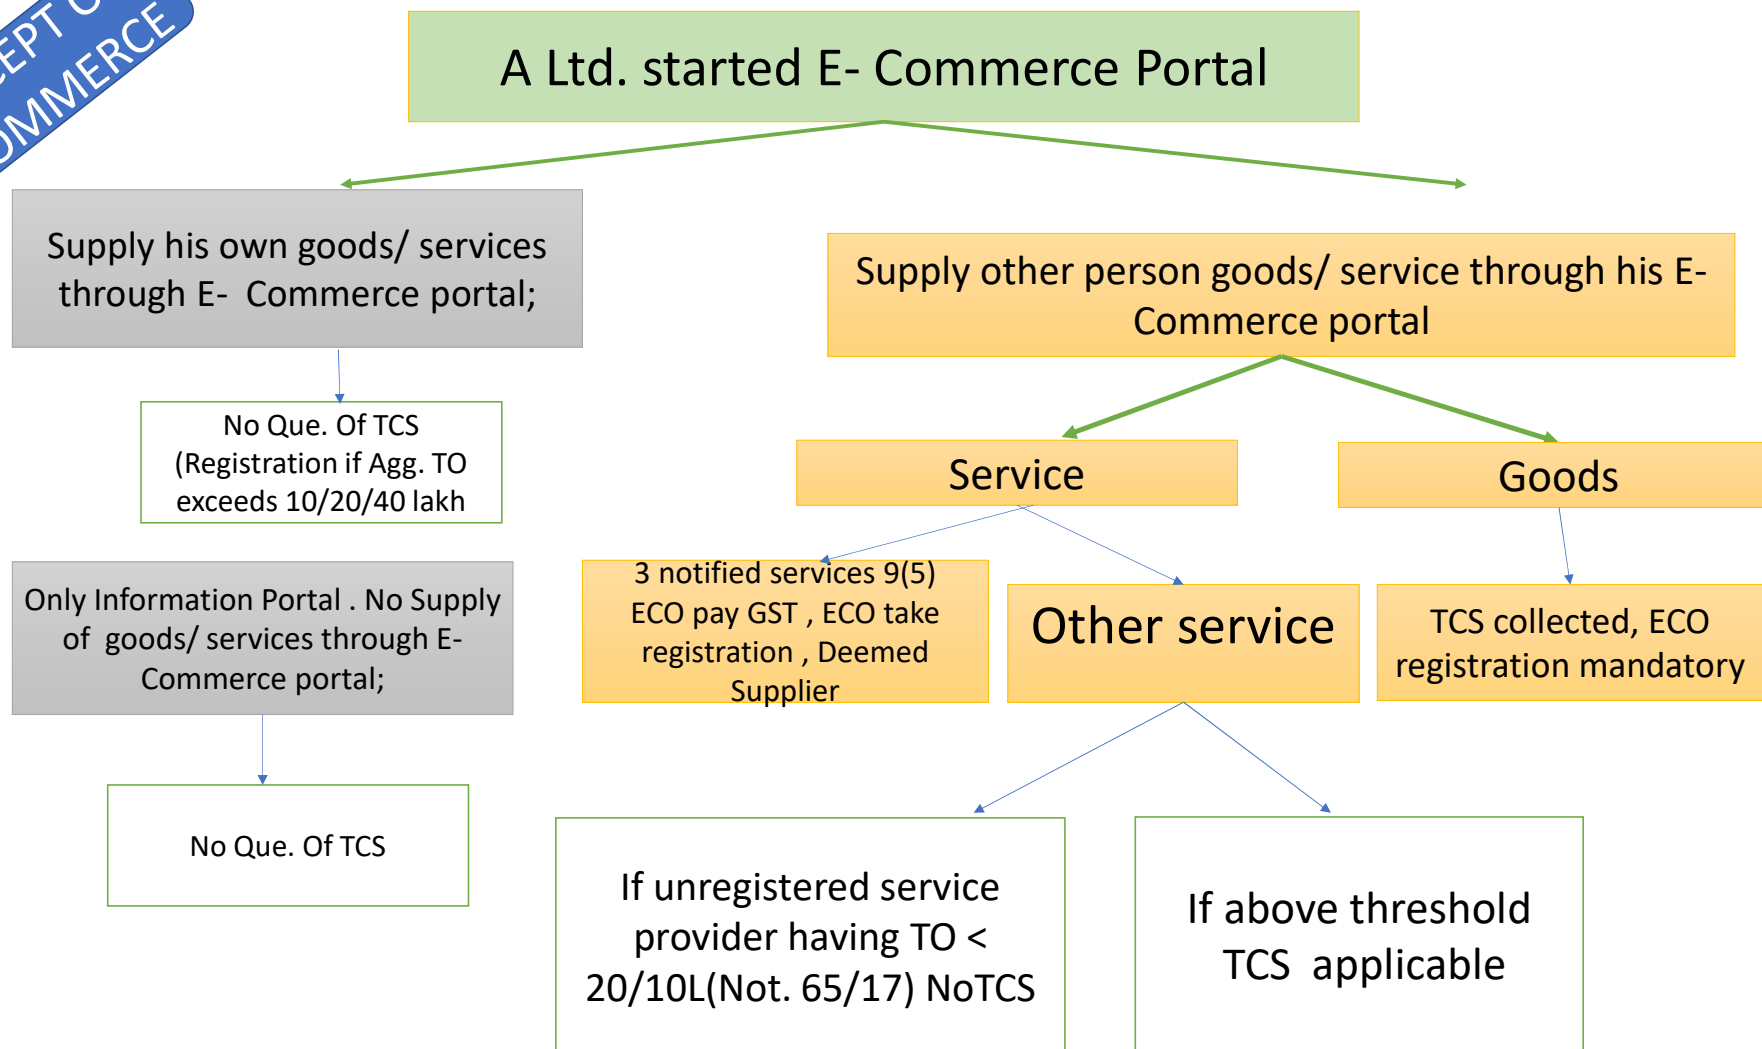 A Ltd. started E- Commerce Portal
Supply his own goods/ services
through E-  Commerce portal;
Supply other person goods/ service through his E-
Commerce portal
No Que. Of TCS
(Registration if Agg. TO
exceeds 10/20/40 lakh
Service
Goods
Only Information Portal . No Supply
of  goods/ services through E-
Commerce portal;
3 notified services 9(5)
ECO pay GST , ECO take
registration , Deemed
Supplier
Other service
TCS collected, ECO
registration mandatory
No Que. Of TCS
If unregistered service
provider having TO <
20/10L(Not. 65/17) NoTCS
If above threshold
TCS  applicable